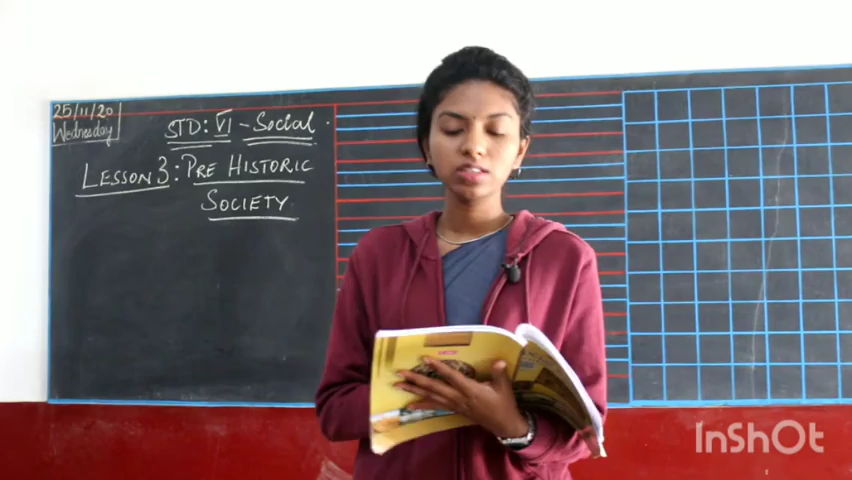 25/11/20
Wednesday
STD: VI - Social.
LESSON 3: PRE HISTORIC
SOCIETY
InShOt